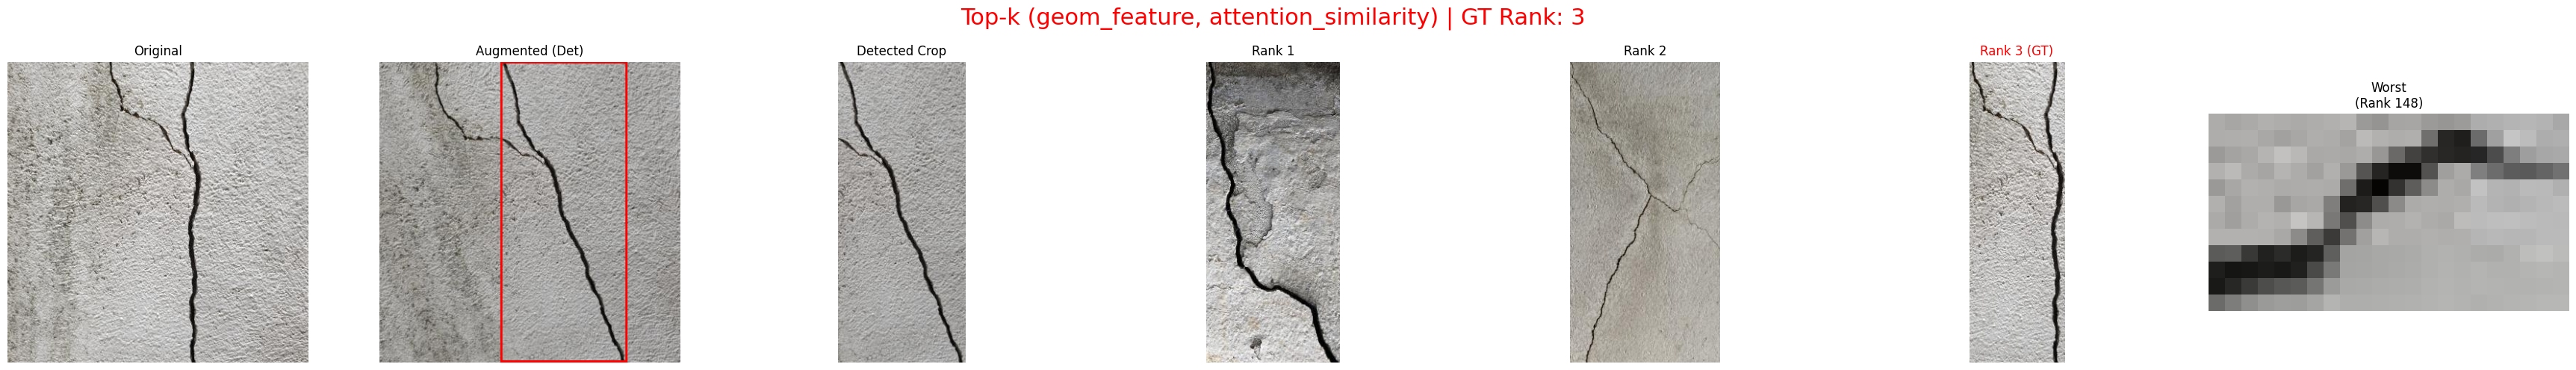 Top-k (geom_feature, attention_similarity) | GT Rank: 3
Original
Augmented (Det)
Detected Crop
Rank 1
Rank 2
Rank 3 (GT)
Worst
(Rank 148)